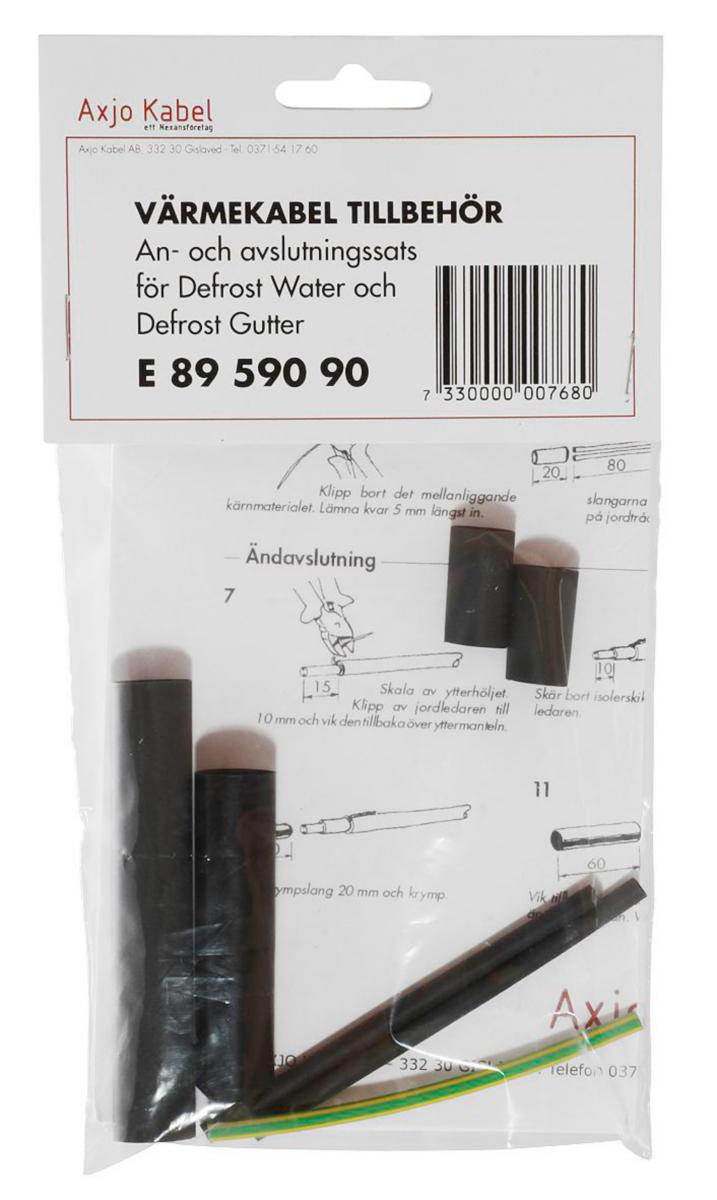 Axjo Kabel
ett Nexansföretag
Axjo Kabel AB, 332 30 Gislaved - Tel. 0371-54 17 60
VÄRMEKABEL TILLBEHÖR
An- och avslutningssats
för Defrost Water och
Defrost Gutter
E 89 590 90
7 330000 007680
20 80
Klipp bort det mellanliggande
kärnmaterialet. Lämna kvar 5 mm längst in.
slangarna
på
Ändavslutning
7
15
10
Skala av ytterhöljet.
Klipp av jordledaren till
10 mm och vik den tillbaka över yttermanteln.
Skär bort
ledaren.
11
60
20 mm och krymp.
Vik
332 30
Telefon 037